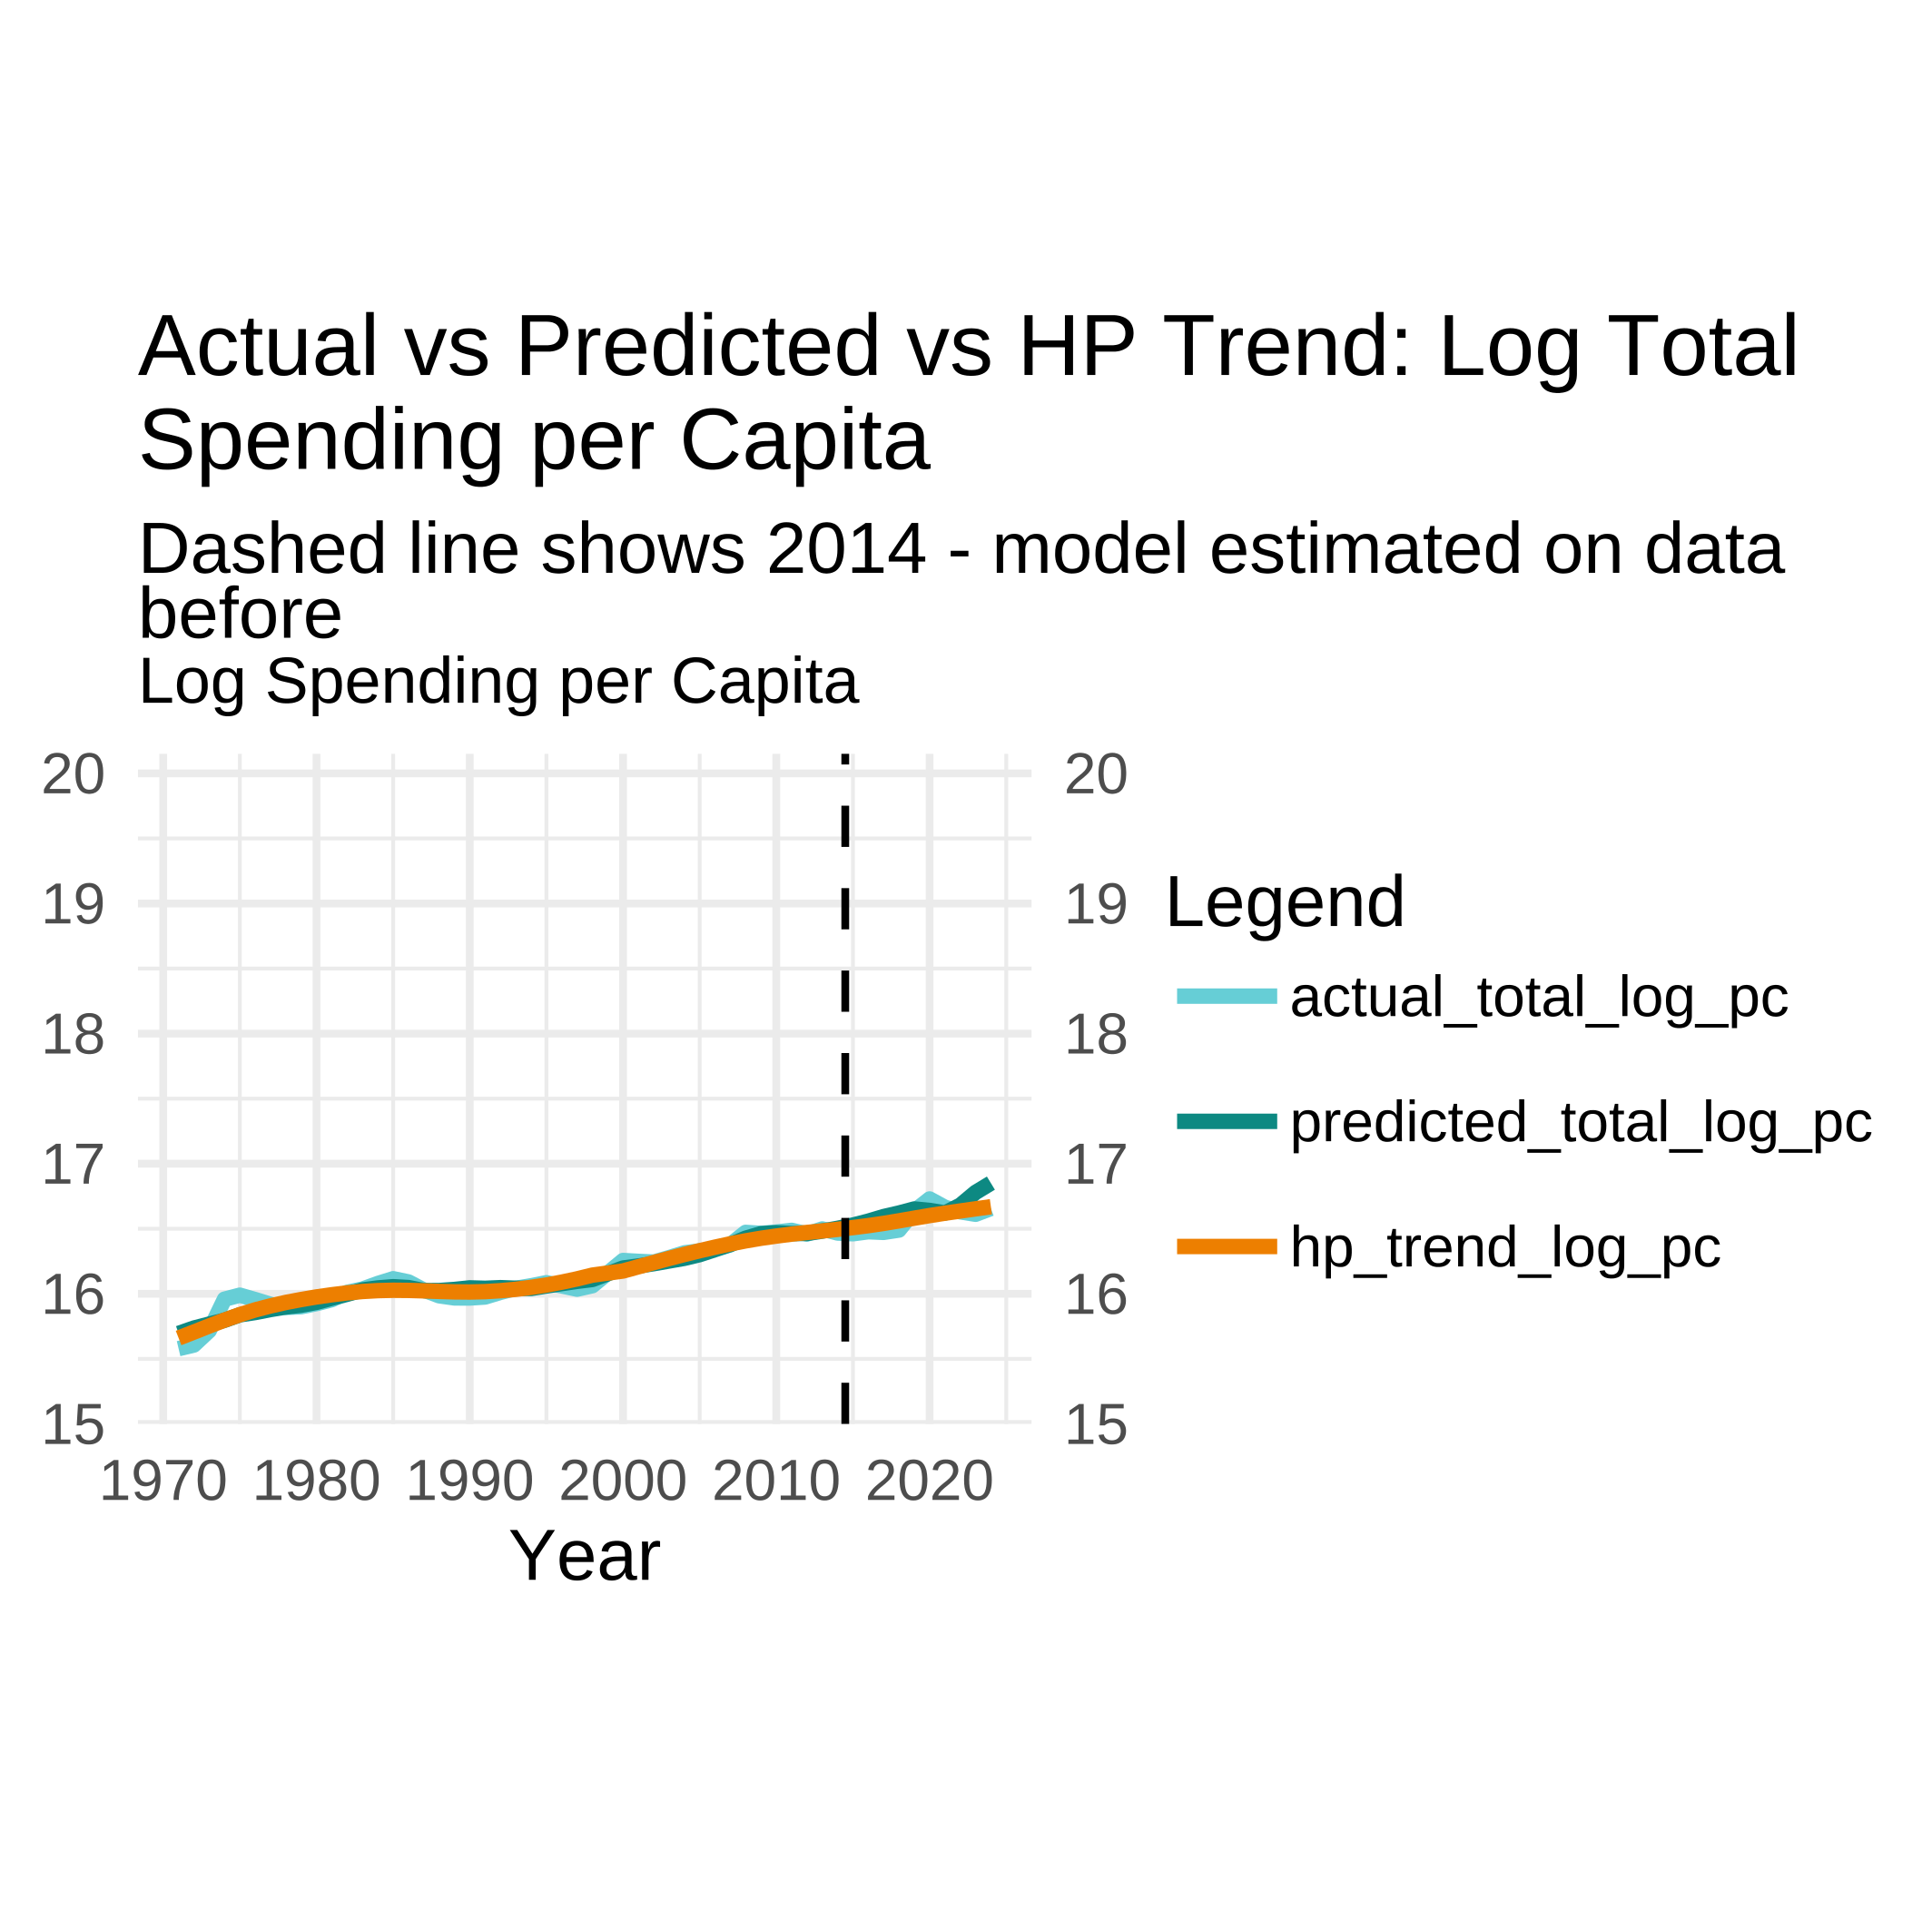 Actual vs Predicted vs HP Trend: Log Total
Spending per Capita
Dashed line shows 2014 - model estimated on data
before
Log Spending per Capita
20
19
18
17
16
15
20
19
18
17
16
15
1970
1980
1990
2000
2010
2020
Year
Legend
actual_total_log_pc
predicted_total_log_pc
hp_trend_log_pc